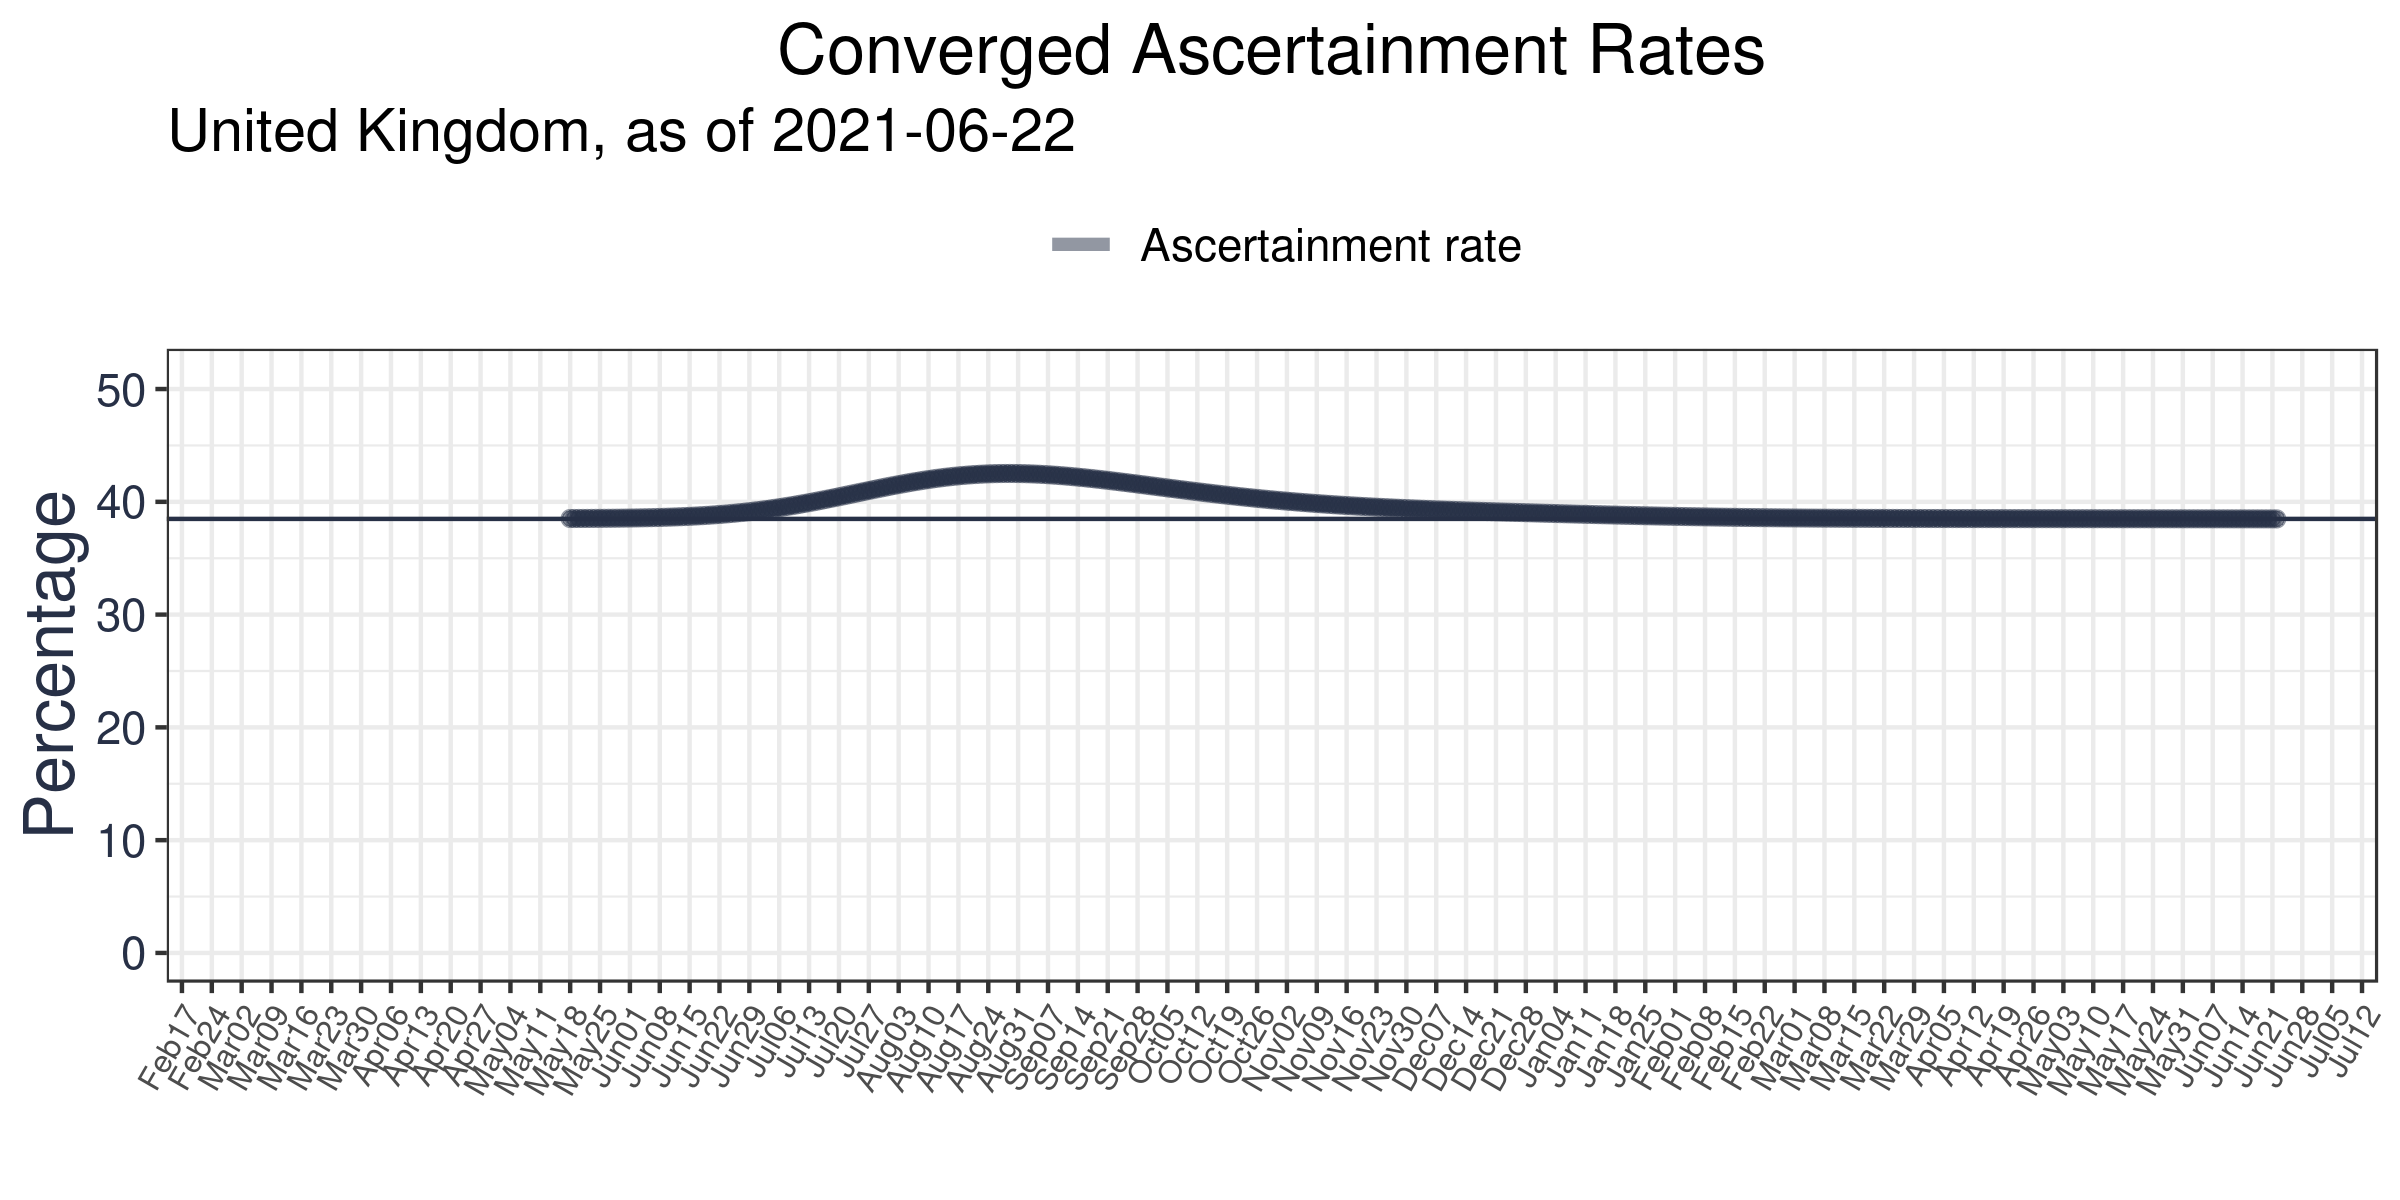 Converged Ascertainment Rates
United Kingdom, as of 2021-06-22
Ascertainment rate
Percentage
50
40
30
20
10
0
Feb17
Feb24
Mar02
Mar09
Mar16
Mar23
Mar30
Apr06
Apr13
Apr20
Apr27
May04
May11
May18
May25
Jun01
Jun08
Jun15
Jun22
Jun29
Jul06
Jul13
Jul20
Jul27
Aug03
Aug10
Aug17
Aug24
Aug31
Sep07
Sep14
Sep21
Sep28
Oct05
Oct12
Oct19
Oct26
Nov02
Nov09
Nov16
Nov23
Nov30
Dec07
Dec14
Dec21
Dec28
Jan04
Jan11
Jan18
Jan25
Feb01
Feb08
Feb15
Feb22
Mar01
Mar08
Mar15
Mar22
Mar29
Apr05
Apr12
Apr19
Apr26
May03
May10
May17
May24
May31
Jun07
Jun14
Jun21
Jun28
Jul05
Jul12